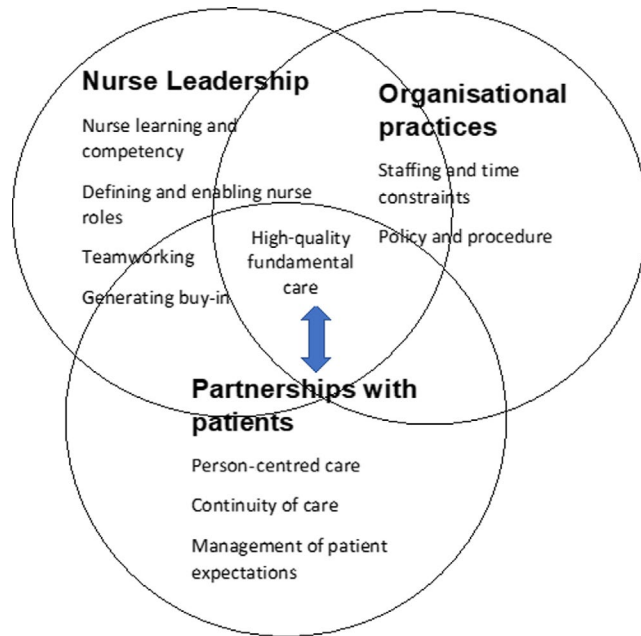 Nurse Leadership
Nurse learning and
competency
Defining and enabling nurse
roles
Teamworking
Generating buy-in
Organisational
practices
Staffing and time
constraints
Policy and procedure
High-quality
fundamental
care
Partnerships with
patients
Person-centred care
Continuity of care
Management of patient
expectations